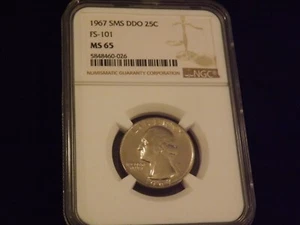 1967 SMS DDO 25C
FS-101
MS 65
5848460-026
NUMISMATIC GUARANTY CORPORATION
NGC